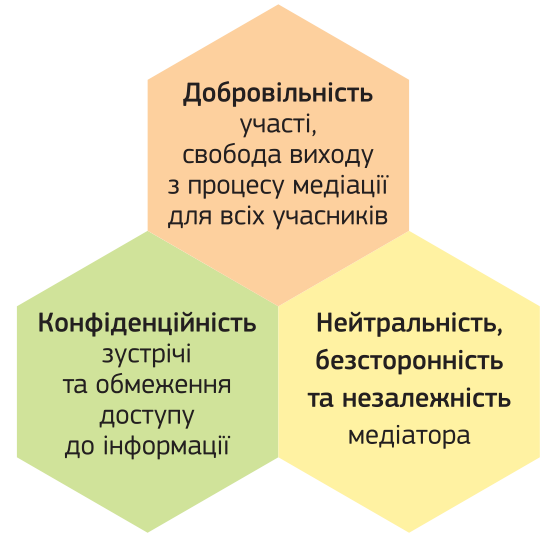 Добровільність
участі,
свобода виходу
з процесу медіації
для всіх учасників
Конфіденційність
зустрічі
та обмеження
доступу
до інформації
Нейтральність,
безсторонність
та незалежність
медіатора